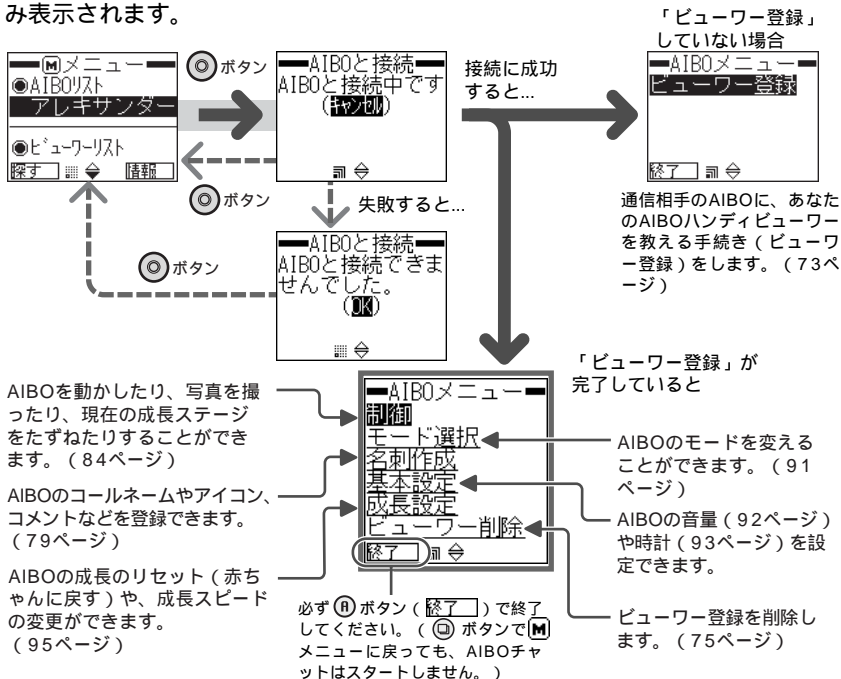 み表示されます。
Mメニュー
◉AIBOリスト
アレキサンダー
◉ビューワーリスト
探す 情報
ボタン
ボタン
AIBOと接続
AIBOと接続中です
(キャンセル)
接続に成功
すると...
「ビューワー登録」
していない場合
AIBOメニュー
ビューワー登録
終了
通信相手のAIBOに、あなた
のAIBOハンディビューワー
を教える手続き(ビューワ
ー登録)をします。(73ペ
ージ)
失敗すると...
ボタン
AIBOと接続
AIBOと接続できま
せんでした。
(OK)
「ビューワー登録」が
完了していると
AIBOメニュー
制御
モード選択
名刺作成
基本設定
成長設定
ビューワー削除
終了
AIBOを動かしたり、写真を撮
ったり、現在の成長ステージ
をたずねたりすることができ
ます。(84ページ)
AIBOのコールネームやアイコン、
コメントなどを登録できます。
(79ページ)
AIBOの成長のリセット(赤ち
ゃんに戻す)や、成長スピード
の変更ができます。
(95ページ)
AIBOのモードを変える
ことができます。(91
ページ)
AIBOの音量(92ページ)
や時計(93ページ)を設
定できます。
ビューワー登録を削除し
ます。(75ページ)
必ずAボタン(終了)で終了
してください。(ボタンでM
メニューに戻っても、AIBOチャ
ットはスタートしません。)